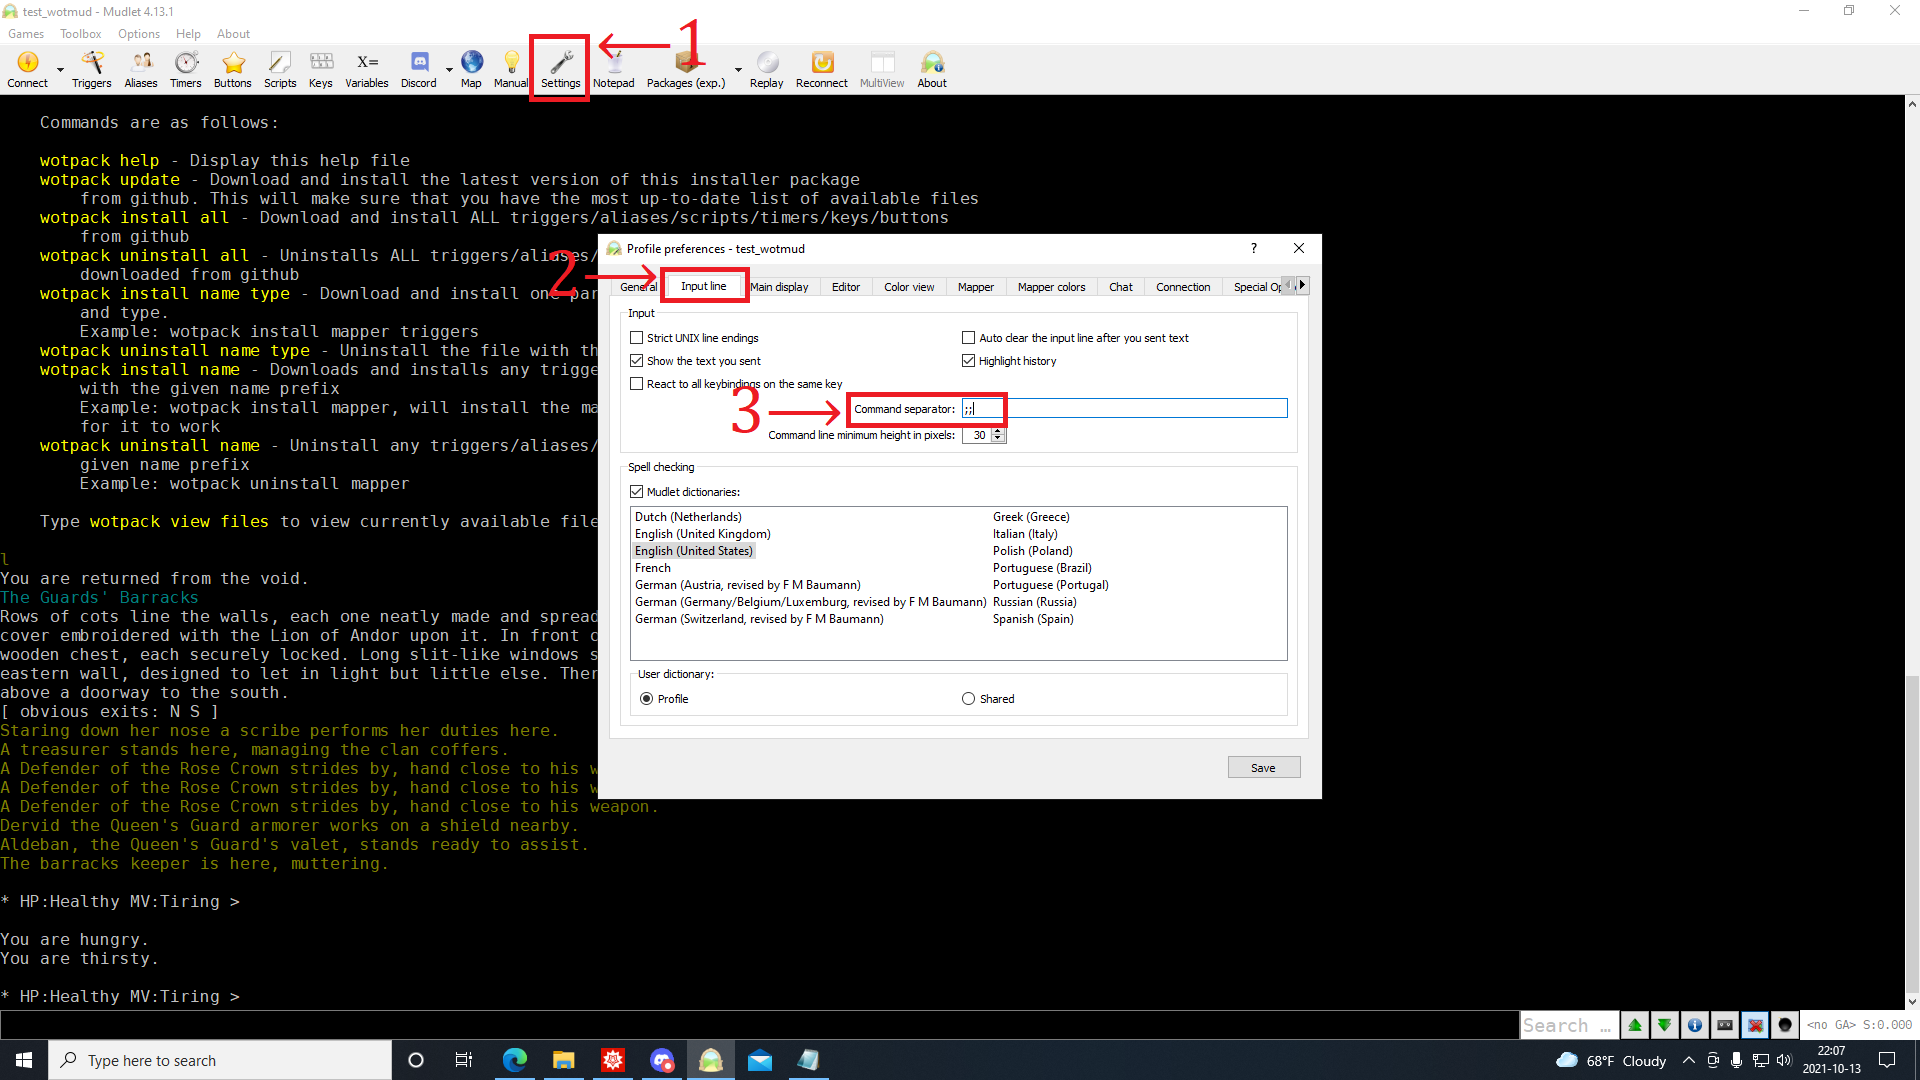 test_wotmud - Mudlet 4.13.1
Games Toolbox Options Help About
Connect Triggers Aliases Timers Buttons Scripts Keys Variables Discord Map Manual Settings Notepad Packages (exp.) Replay Reconnect MultiView About
X=
1
Commands are as follows:
wotpack help - Display this help file
wotpack update - Download and install the latest version of this installer package
from github. This will make sure that you have the most up-to-date list of available files
wotpack install all - Download and install ALL triggers/aliases/scripts/timers/keys/buttons
from github
wotpack uninstall all - Uninstalls ALL triggers/aliases/
downloaded from github
wotpack install name type - Download and install one par
and type.
Example: wotpack install mapper triggers
wotpack uninstall name type - Uninstall the file with th
wotpack install name - Downloads and installs any trigge
with the given name prefix
Example: wotpack install mapper, will install the ma
for it to work
wotpack uninstall name - Uninstall any triggers/aliases/
given name prefix
Example: wotpack uninstall mapper
Type wotpack view files to view currently available file
l
You are returned from the void.
The Guards' Barracks
Rows of cots line the walls, each one neatly made and spread
cover embroidered with the Lion of Andor upon it. In front
wooden chest, each securely locked. Long slit-like windows s
eastern wall, designed to let in light but little else. Ther
above a doorway to the south.
[ obvious exits: N S ]
Staring down her nose a scribe performs her duties here.
A treasurer stands here, managing the clan coffers.
A Defender of the Rose Crown strides by, hand close to his w
A Defender of the Rose Crown strides by, hand close to his w
A Defender of the Rose Crown strides by, hand close to his weapon.
Dervid the Queen's Guard armorer works on a shield nearby.
Aldeban, the Queen's Guard's valet, stands ready to assist.
The barracks keeper is here, muttering.
* HP:Healthy MV:Tiring >
You are hungry.
You are thirsty.
* HP:Healthy MV:Tiring >
Profile preferences - test_wotmud
?
2
General Input line Main display Editor Color view Mapper Mapper colors Chat Connection Special Op
Input
Strict UNIX line endings
Auto clear the input line after you sent text
Show the text you sent
Highlight history
React to all keybindings on the same key
3
Command separator: ;;
Command line minimum height in pixels: 30
Spell checking
Mudlet dictionaries:
Dutch (Netherlands)
English (United Kingdom)
English (United States)
French
German (Austria, revised by F M Baumann)
German (Germany/Belgium/Luxemburg, revised by F M Baumann)
German (Switzerland, revised by F M Baumann)
Greek (Greece)
Italian (Italy)
Polish (Poland)
Portuguese (Brazil)
Portuguese (Portugal)
Russian (Russia)
Spanish (Spain)
User dictionary:
Profile
Shared
Save
Search ...
<no GA> S:0.000
Type here to search
68°F Cloudy
22:07
2021-10-13